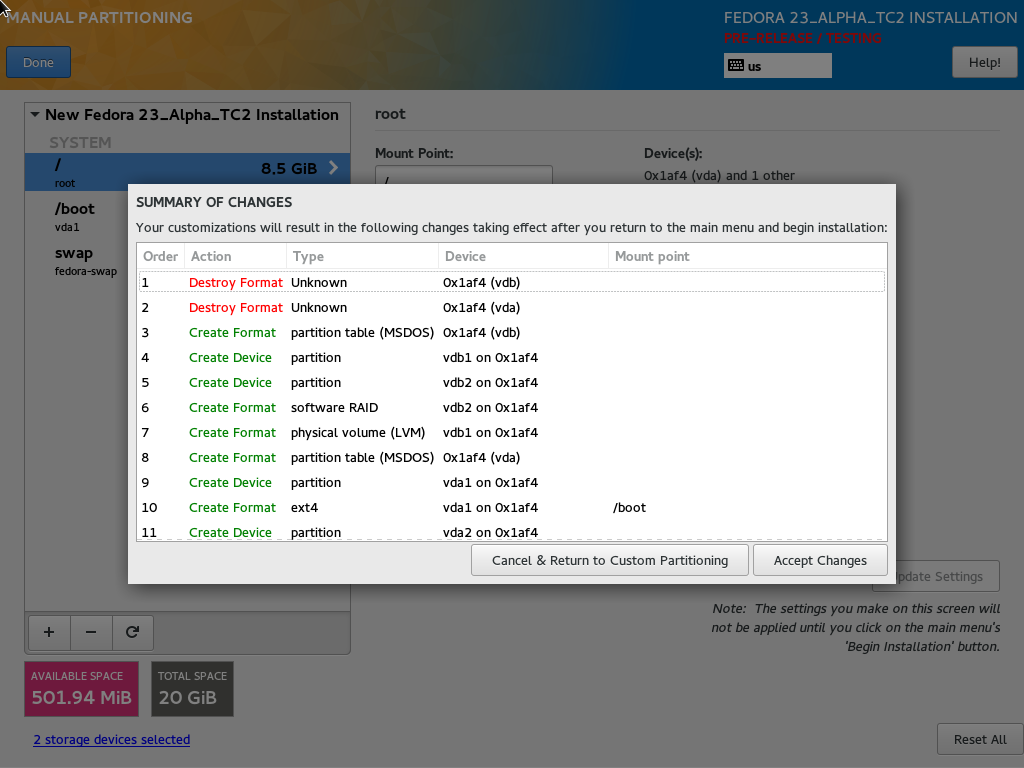 MANUAL PARTITIONING
FEDORA 23_ALPHA_TC2 INSTALLATION
PRE-RELEASE / TESTING
Done
us
Help!
New Fedora 23_Alpha_TC2 Installation
SYSTEM
/
root
8.5 GiB
/boot
vda1
swap
fedora-swap
root
Mount Point:
Device(s):
/
0x1af4 (vda) and 1 other
SUMMARY OF CHANGES
Your customizations will result in the following changes taking effect after you return to the main menu and begin installation:
Order Action Type Device Mount point
1 Destroy Format Unknown 0x1af4 (vdb)
2 Destroy Format Unknown 0x1af4 (vda)
3 Create Format partition table (MSDOS) 0x1af4 (vdb)
4 Create Device partition vdb1 on 0x1af4
5 Create Device partition vdb2 on 0x1af4
6 Create Format software RAID vdb2 on 0x1af4
7 Create Format physical volume (LVM) vdb1 on 0x1af4
8 Create Format partition table (MSDOS) 0x1af4 (vda)
9 Create Device partition vda1 on 0x1af4
10 Create Format ext4 vda1 on 0x1af4 /boot
11 Create Device partition vda2 on 0x1af4
Cancel & Return to Custom Partitioning
Accept Changes
Update Settings
Note: The settings you make on this screen will
not be applied until you click on the main menu's
'Begin Installation' button.
AVAILABLE SPACE
501.94 MiB
TOTAL SPACE
20 GiB
2 storage devices selected
Reset All